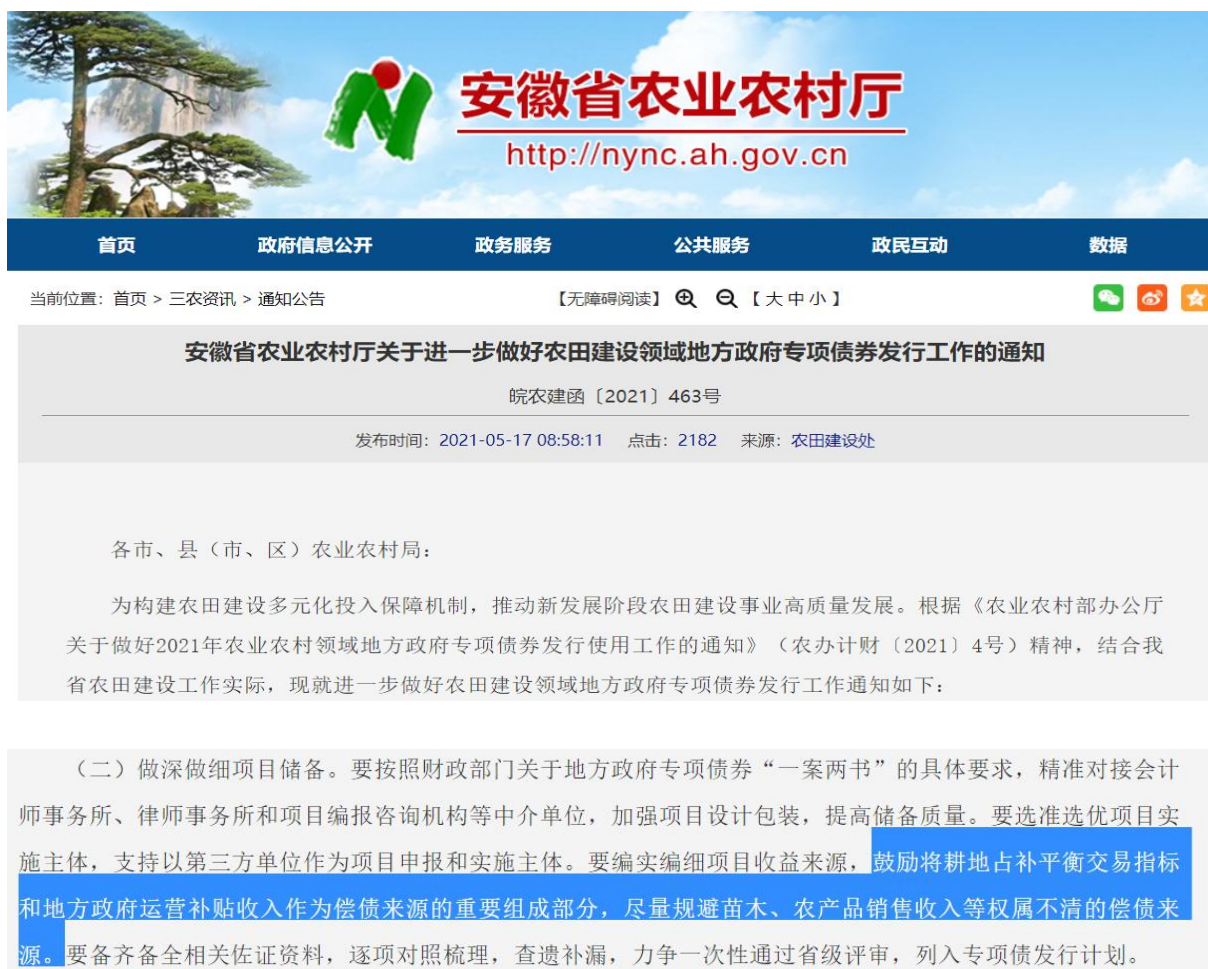 安徽省农业农村厅
http://nync.ah.gov.cn
首页 政府信息公开 政务服务 公共服务 政民互动 数据
当前位置：首页 > 三农资讯 > 通知公告 【无障碍阅读】 【 大 中 小 】
安徽省农业农村厅关于进一步做好农田建设领域地方政府专项债券发行工作的通知
皖农建函〔2021〕463号
发布时间：2021-05-17 08:58:11 点击：2182 来源：农田建设处
各市、县（市、区）农业农村局：
为构建农田建设多元化投入保障机制，推动新发展阶段农田建设事业高质量发展。根据《农业农村部办公厅
关于做好2021年农业农村领域地方政府专项债券发行使用工作的通知》（农办计财〔2021〕4号）精神，结合我
省农田建设工作实际，现就进一步做好农田建设领域地方政府专项债券发行工作通知如下：
（二）做深做细项目储备。要按照财政部门关于地方政府专项债券“一案两书”的具体要求，精准对接会计
师事务所、律师事务所和项目编报咨询机构等中介单位，加强项目设计包装，提高储备质量。要选准选优项目实
施主体，支持以第三方单位作为项目申报和实施主体。要编实编细项目收益来源，鼓励将耕地占补平衡交易指标
和地方政府运营补贴收入作为偿债来源的重要组成部分，尽量规避苗木、农产品销售收入等权属不清的偿债来
源。要备齐备全相关佐证资料，逐项对照梳理，查遗补漏，力争一次性通过省级评审，列入专项债发行计划。